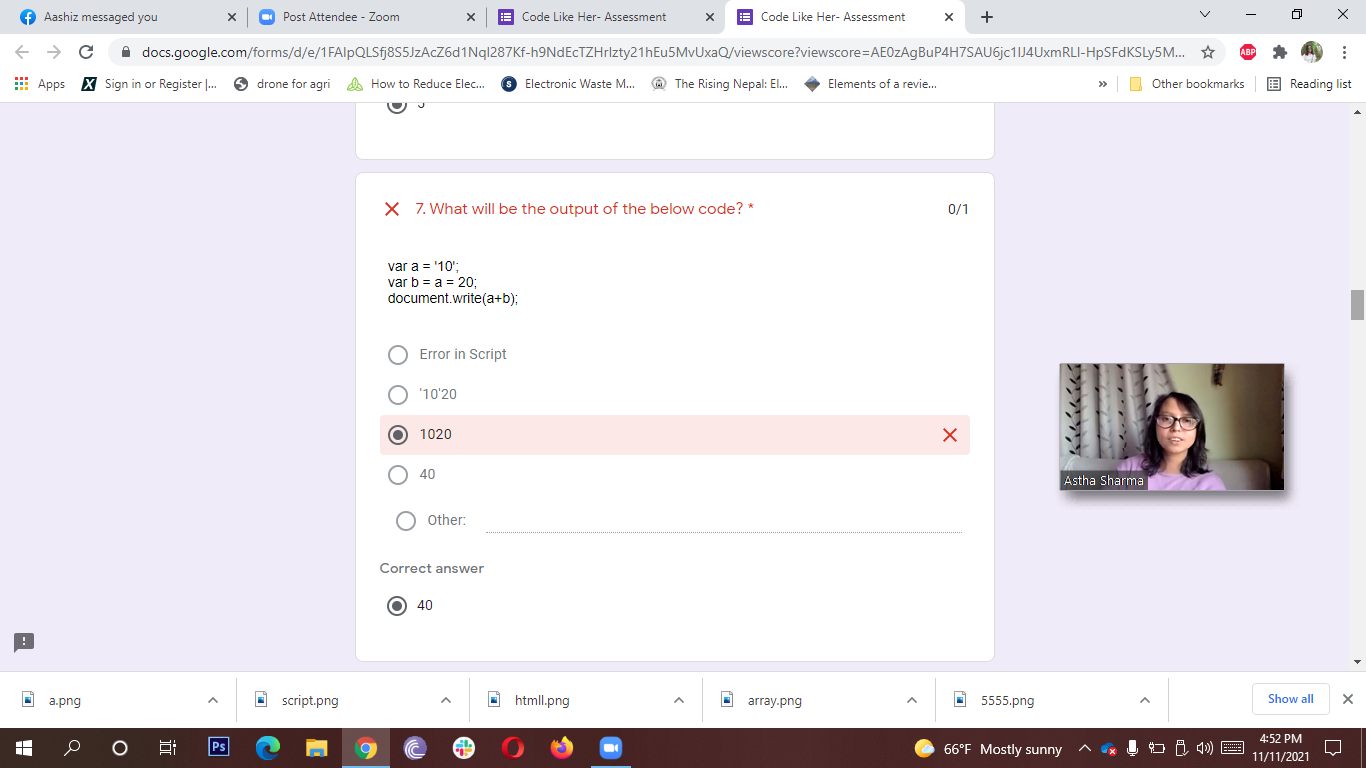 Aashiz messaged you
Post Attendee - Zoom
Code Like Her- Assessment
Code Like Her- Assessment
docs.google.com/forms/d/e/1FAIpQLSfj8S5JzAcZ6d1NqI287Kf-h9NdEcTZHrlzty21hEu5MvUxaQ/viewscore?viewscore=AE0zAgBuP4H7SAU6jc1IJ4UxmRLI-HpSFdKSLy5M...
ABP
Apps
Sign in or Register |...
drone for agri
How to Reduce Elec...
Electronic Waste M...
The Rising Nepal: El...
Elements of a revie...
»
Other bookmarks
Reading list
7. What will be the output of the below code? *
0/1
var a = '10';
var b = a = 20;
document.write(a+b);
Error in Script
'10'20
1020
40
Other:
Correct answer
40
Astha Sharma
a.png
script.png
htmll.png
array.png
5555.png
Show all
Ps
66°F Mostly sunny
4:52 PM
11/11/2021